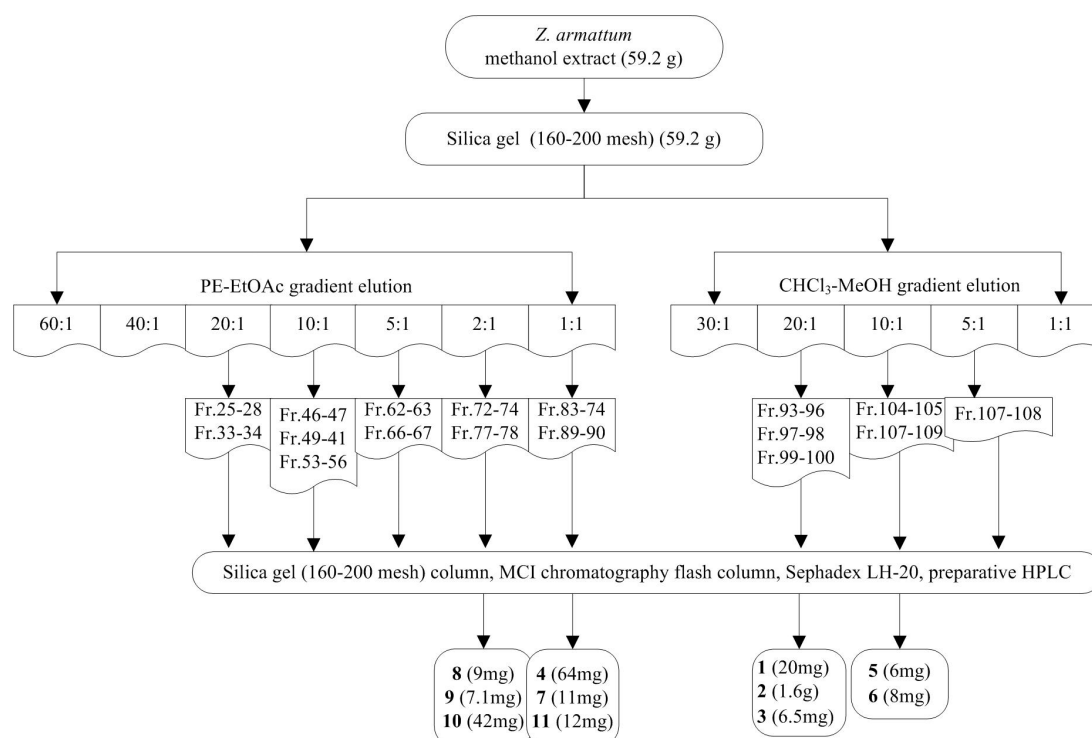 Z. armattum
methanol extract (59.2 g)
Silica gel (160-200 mesh) (59.2 g)
PE-EtOAc gradient elution
60:1
40:1
20:1
10:1
5:1
2:1
1:1
CHCl₃-MeOH gradient elution
30:1
20:1
10:1
5:1
1:1
Fr.25-28
Fr.33-34
Fr.46-47
Fr.49-41
Fr.53-56
Fr.62-63
Fr.66-67
Fr.72-74
Fr.77-78
Fr.83-74
Fr.89-90
Fr.93-96
Fr.97-98
Fr.99-100
Fr.104-105
Fr.107-109
Fr.107-108
Silica gel (160-200 mesh) column, MCI chromatography flash column, Sephadex LH-20, preparative HPLC
8 (9mg)
9 (7.1mg)
10 (42mg)
4 (64mg)
7 (11mg)
11 (12mg)
1 (20mg)
2 (1.6g)
3 (6.5mg)
5 (6mg)
6 (8mg)